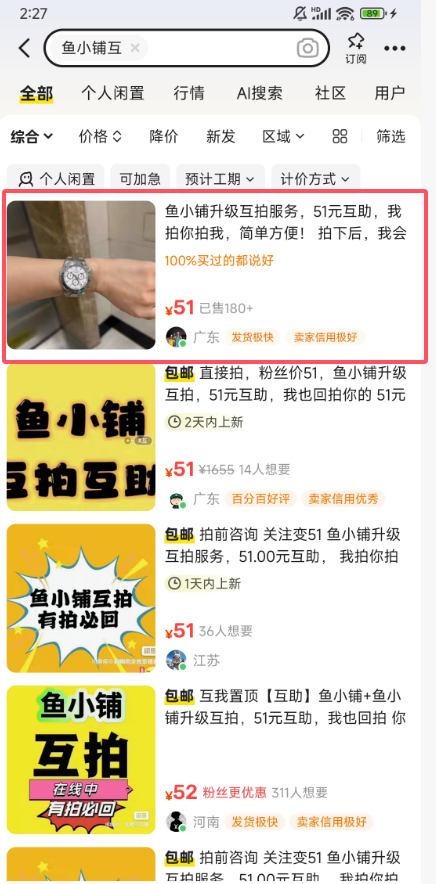 2:27
HD
89
鱼小铺互
订阅
全部
个人闲置
行情
AI搜索
社区
用户
综合
价格
降价
新发
区域
筛选
个人闲置
可加急
预计工期
计价方式
鱼小铺升级互拍服务，51元互助，我
拍你拍我，简单方便！ 拍下后，我会
100%买过的都说好
¥51 已售180+
广东 发货极快 卖家信用极好
鱼小铺
互拍互助
包邮 直接拍，粉丝价51，鱼小铺升级
互拍，51元互助，我也回拍你的 51元
2天内上新
¥51 ¥1655 14人想要
广东 百分百好评 卖家信用优秀
鱼小铺互拍
有拍必回
包邮 拍前咨询 关注变51 鱼小铺升级
互拍服务，51.00元互助， 我拍你拍
1天内上新
¥51 36人想要
江苏
鱼小铺
互拍
在线中
有拍必回
包邮 互我置顶【互助】鱼小铺+鱼小
铺升级互拍，51元互助，我也回拍 你
¥52 粉丝更优惠 311人想要
河南 发货极快 卖家信用极好
包邮 拍前咨询 关注变51 鱼小铺升级
互拍服务，51.00元互助， 我拍你拍